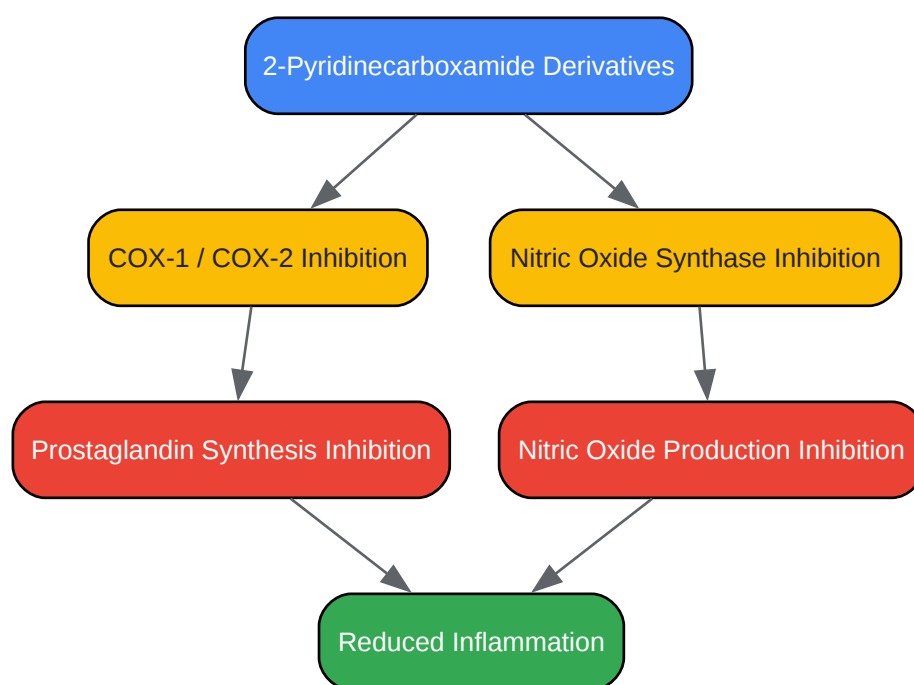 2-Pyridinecarboxamide Derivatives
COX-1 / COX-2 Inhibition
Nitric Oxide Synthase Inhibition
Prostaglandin Synthesis Inhibition
Nitric Oxide Production Inhibition
Reduced Inflammation